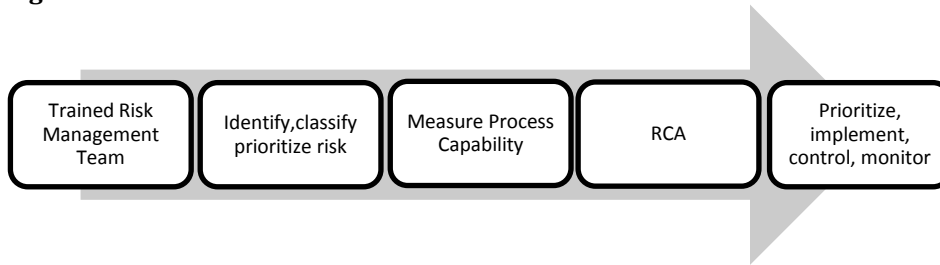 Trained Risk
Management
Team
Identify,classify
prioritize risk
Measure Process
Capability
RCA
Prioritize,
implement,
control, monitor